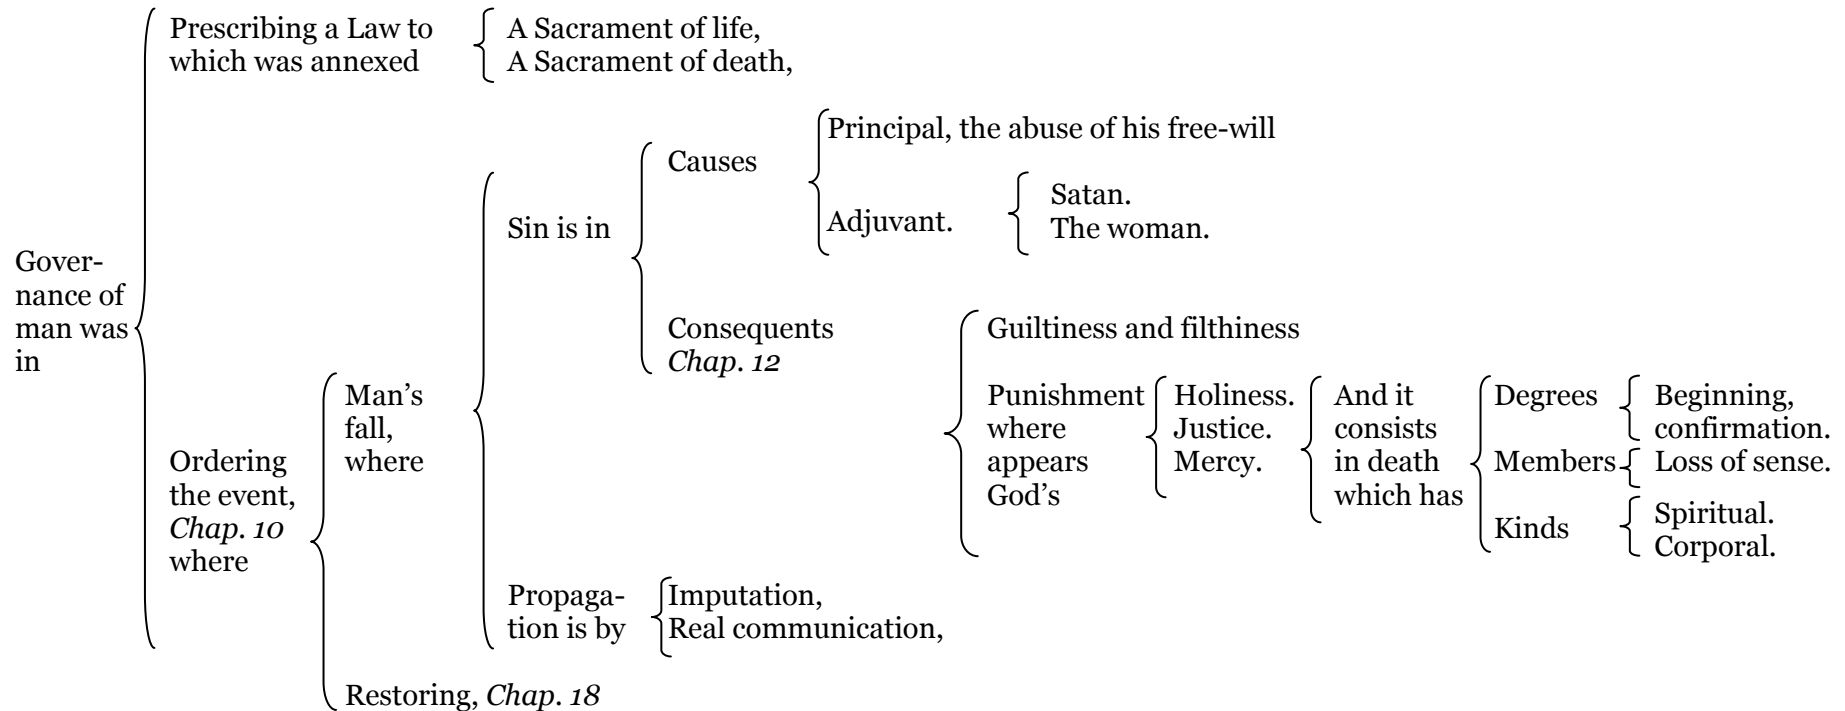 Prescribing a Law to
which was annexed
A Sacrament of life,
A Sacrament of death,
Gover-
nance of
man was
in
Ordering
the event,
Chap. 10
where
Man’s
fall,
where
Sin is in
Causes
Principal, the abuse of his free-will
Adjuvant.
Satan.
The woman.
Consequents
Chap. 12
Guiltiness and filthiness
Punishment
where
appears
God’s
Holiness.
Justice.
Mercy.
And it
consists
in death
which has
Degrees
Beginning,
confirmation.
Members
Loss of sense.
Kinds
Spiritual.
Corporal.
Propaga-
tion is by
Imputation,
Real communication,
Restoring, Chap. 18